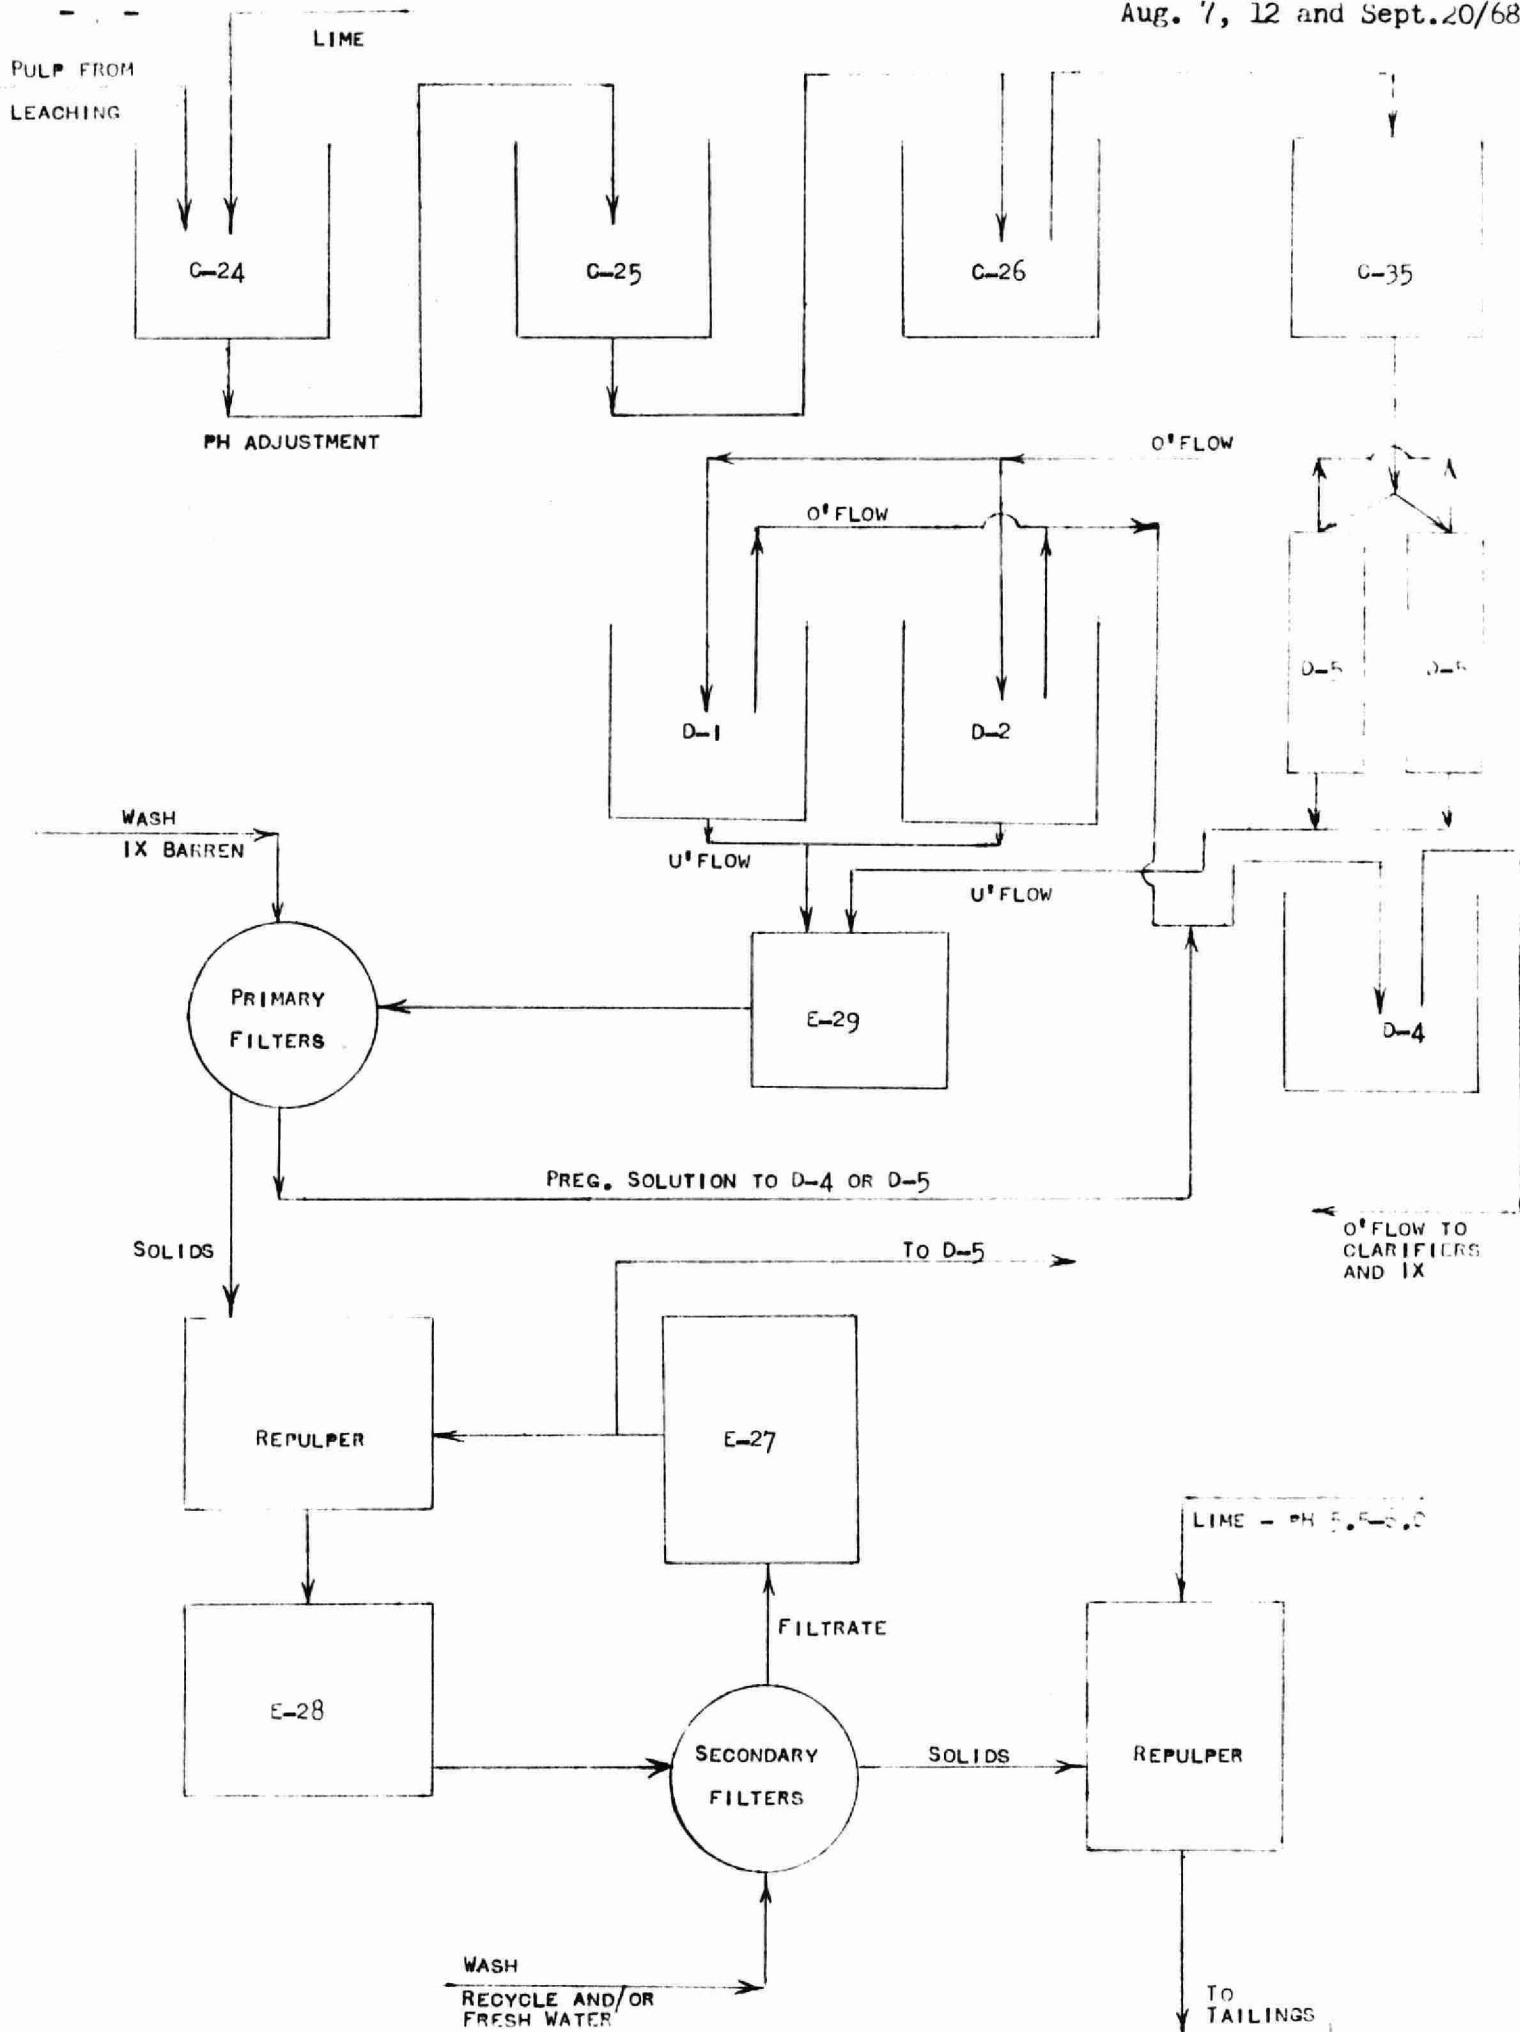 Aug. 7, 12 and Sept.20/68
LIME
PULP FROM
LEACHING
C-24
C-25
C-26
C-35
PH ADJUSTMENT
O'FLOW
O'FLOW
D-5
D-1
D-2
WASH
IX BARREN
U'FLOW
U'FLOW
PRIMARY
FILTERS
E-29
D-4
PREG. SOLUTION TO D-4 OR D-5
SOLIDS
TO D-5
O'FLOW TO
CLARIFIERS
AND IX
REPULPER
E-27
LIME - PH
FILTRATE
E-28
SECONDARY
FILTERS
SOLIDS
REPULPER
WASH
RECYCLE AND/OR
FRESH WATER
TO
TAILINGS